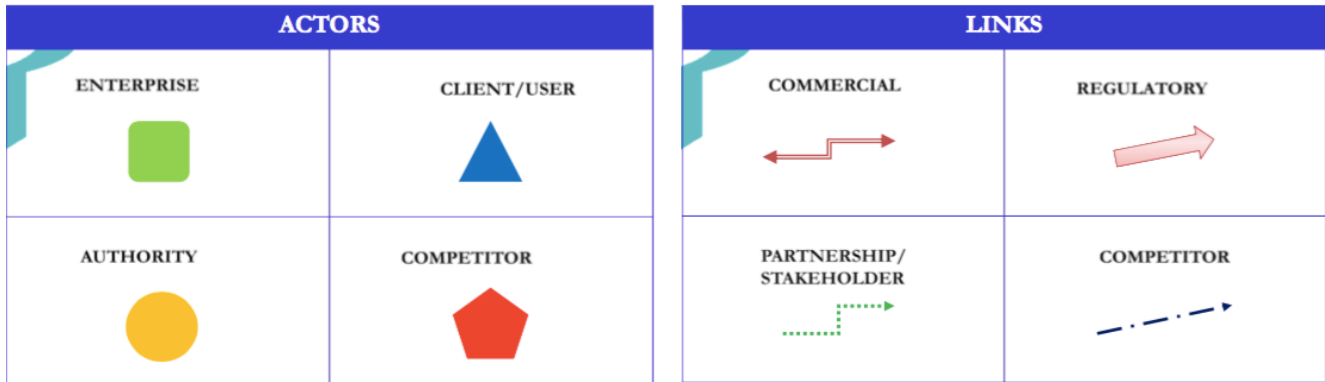 ACTORS
ENTERPRISE
CLIENT/USER
AUTHORITY
COMPETITOR
LINKS
COMMERCIAL
REGULATORY
PARTNERSHIP/
STAKEHOLDER
COMPETITOR